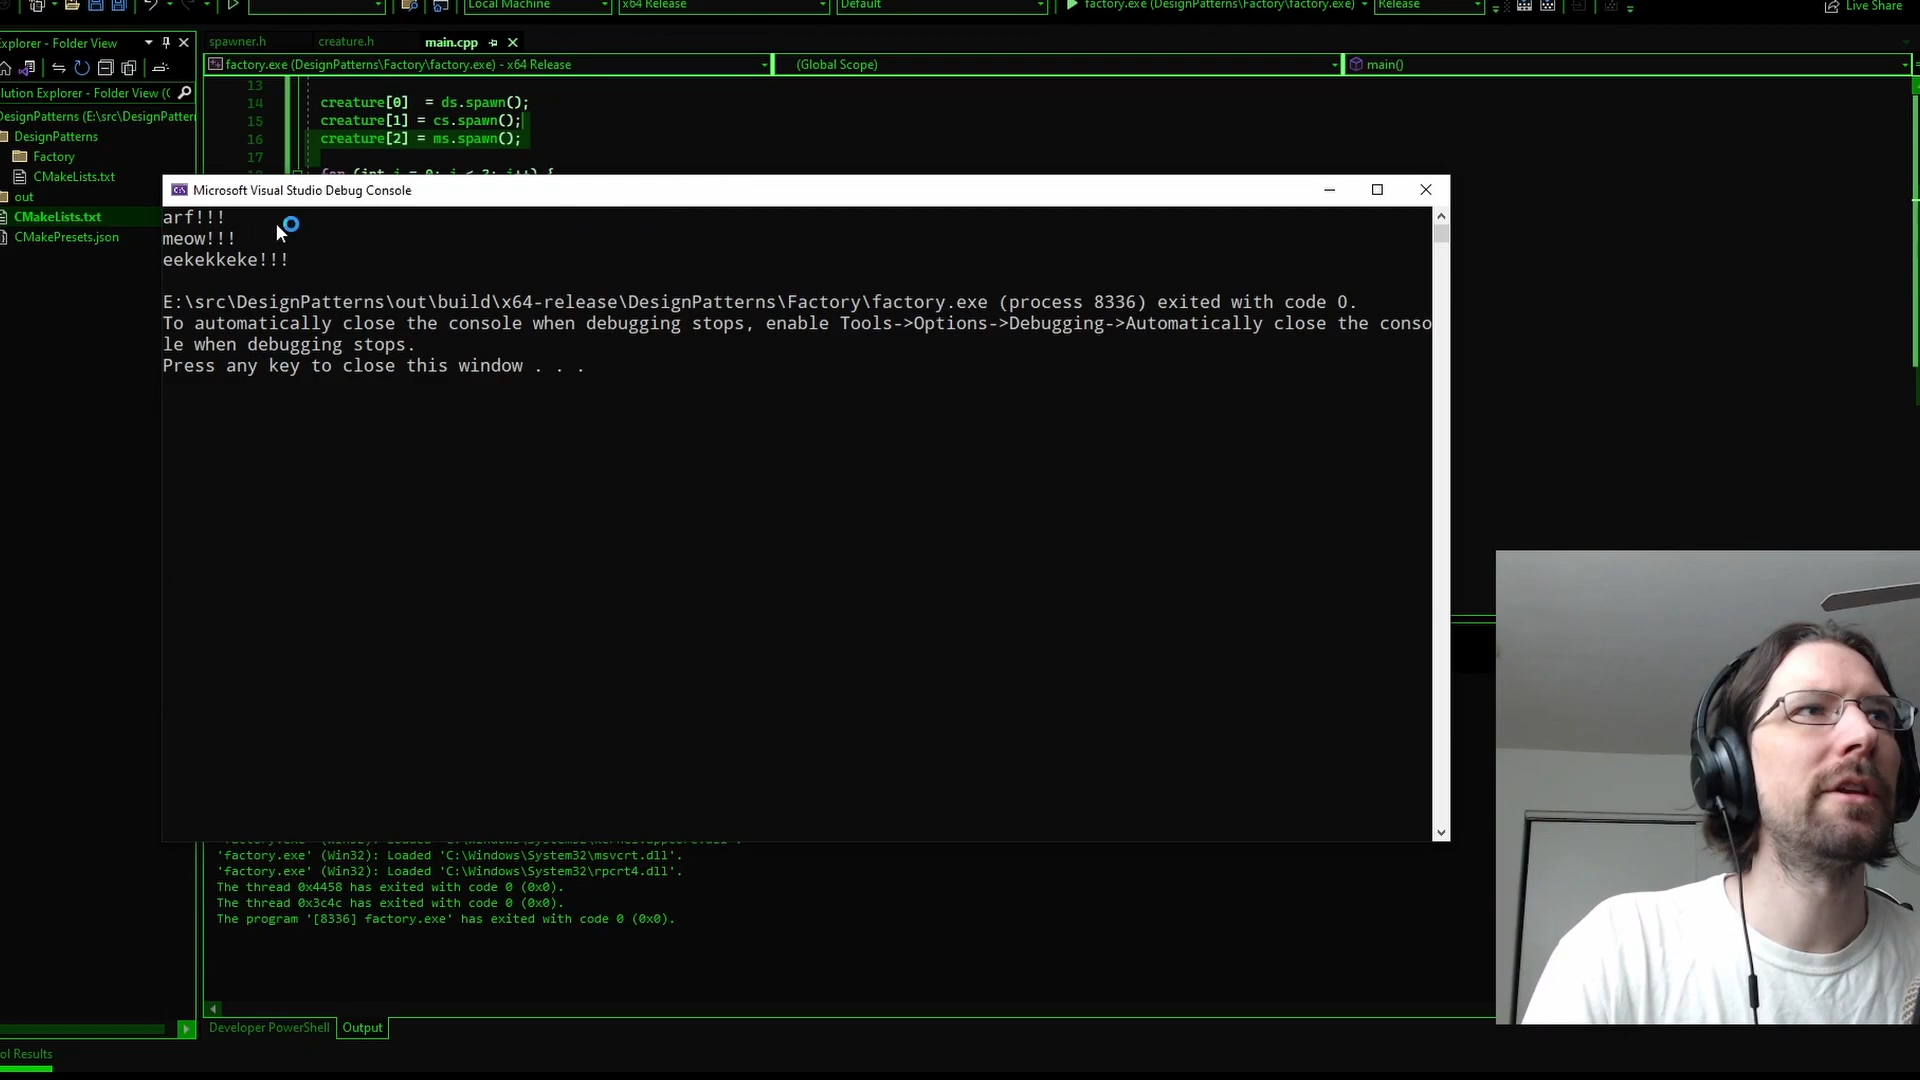 Local Machine
x64 Release
Default
factory.exe (DesignPatterns\Factory\factory.exe)
Release
Live Share
Explorer - Folder View
spawner.h
creature.h
main.cpp
factory.exe (DesignPatterns\Factory\factory.exe) - x64 Release
(Global Scope)
main()
lution Explorer - Folder View (
DesignPatterns (E:\src\DesignPattern
DesignPatterns
Factory
CMakeLists.txt
out
CMakeLists.txt
CMakePresets.json
13
14 creature[0]  = ds.spawn();
15 creature[1] = cs.spawn();
16 creature[2] = ms.spawn();
17
Microsoft Visual Studio Debug Console
arf!!!
meow!!!
eekekkeke!!!
E:\src\DesignPatterns\out\build\x64-release\DesignPatterns\Factory\factory.exe (process 8336) exited with code 0.
To automatically close the console when debugging stops, enable Tools->Options->Debugging->Automatically close the conso
le when debugging stops.
Press any key to close this window . . .
'factory.exe' (Win32): Loaded 'C:\Windows\System32\msvcrt.dll'.
'factory.exe' (Win32): Loaded 'C:\Windows\System32\rpcrt4.dll'.
The thread 0x4458 has exited with code 0 (0x0).
The thread 0x3c4c has exited with code 0 (0x0).
The program '[8336] factory.exe' has exited with code 0 (0x0).
Developer PowerShell
Output
ol Results